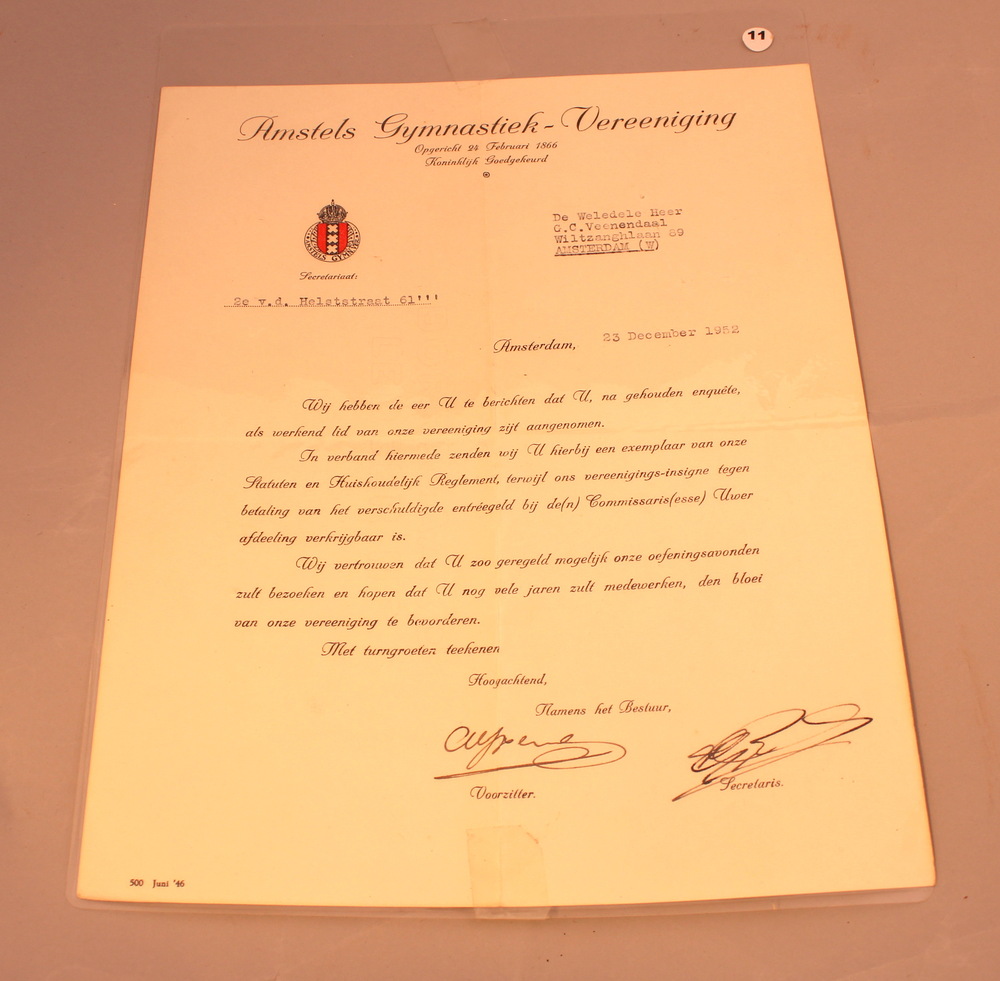 11
Amstels Gymnastiek-Vereeniging
Opgericht 24 Februari 1866
Koninklijk Goedgekeurd
AMSTELS GYMN. VER.
Secretariaat:
2e v.d. Helststraat 61'''
De Weledele Heer
C.C.Veenendaal
Wiltzanghlaan 89
AMSTERDAM (W)
Amsterdam, 23 December 1952
Wij hebben de eer U te berichten dat U, na gehouden enquête,
als werkend lid van onze vereeniging zijt aangenomen.
In verband hiermede zenden wij U hierbij een exemplaar van onze
Statuten en Huishoudelijk Reglement, terwijl ons vereenigings-insigne tegen
betaling van het verschuldigde entréegeld bij de(n) Commissaris(esse) Uwer
afdeeling verkrijgbaar is.
Wij vertrouwen dat U zoo geregeld mogelijk onze oefeningsavonden
zult bezoeken en hopen dat U nog vele jaren zult medewerken, den bloei
van onze vereeniging te bevorderen.
Met turngroeten teekenen
Hoogachtend,
Namens het Bestuur,
Voorzitter.
Secretaris.
500 Juni '46